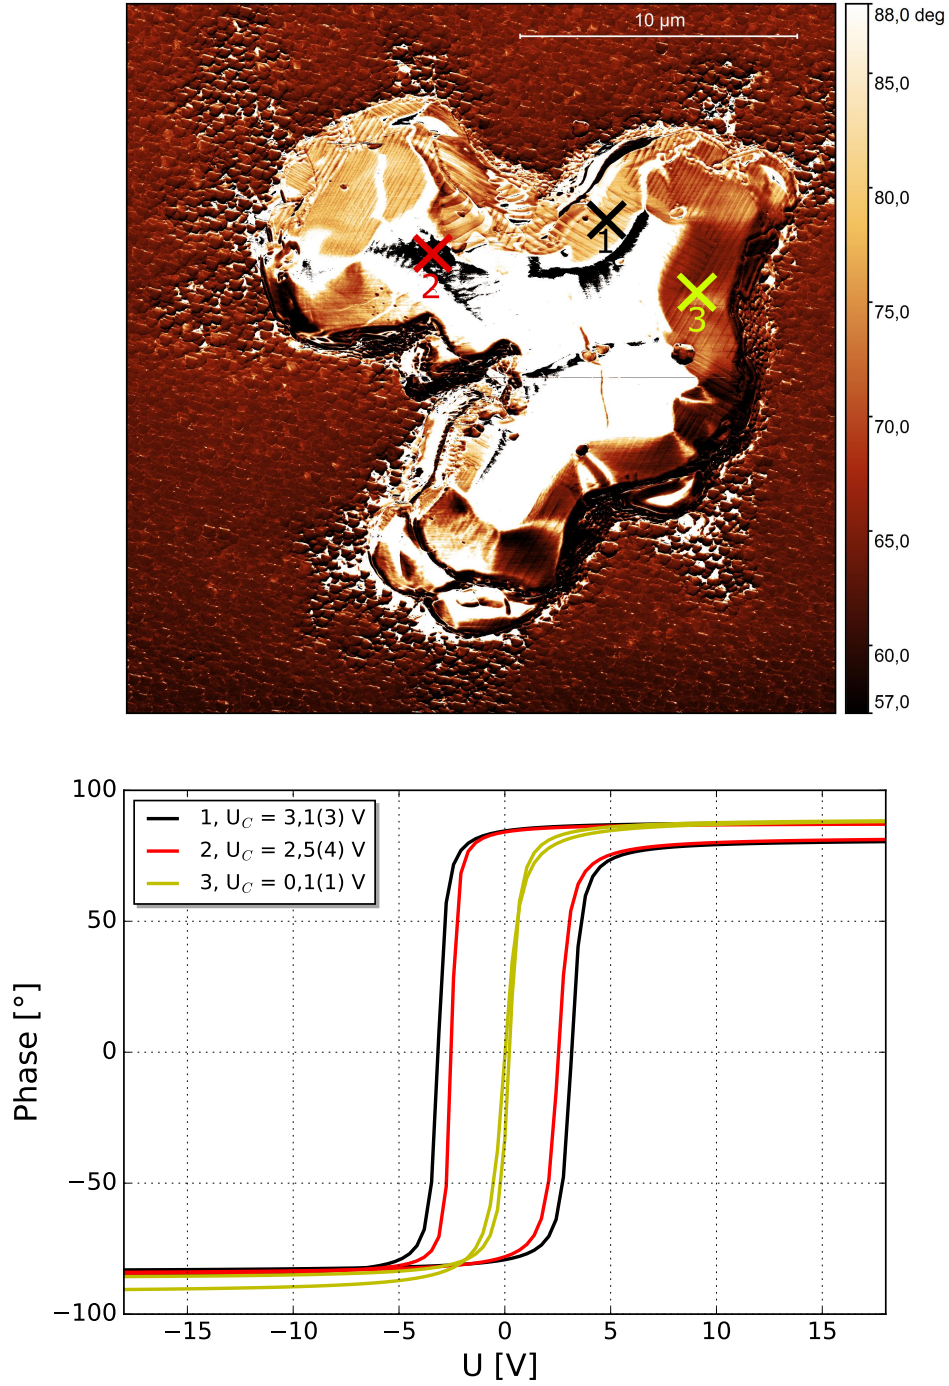 10 µm
88,0 deg
85,0
80,0
75,0
70,0
65,0
60,0
57,0
1
2
3
100
50
0
−50
−100
1, U_C = 3,1(3) V
2, U_C = 2,5(4) V
3, U_C = 0,1(1) V
Phase [°]
−15 −10 −5 0 5 10 15
U [V]